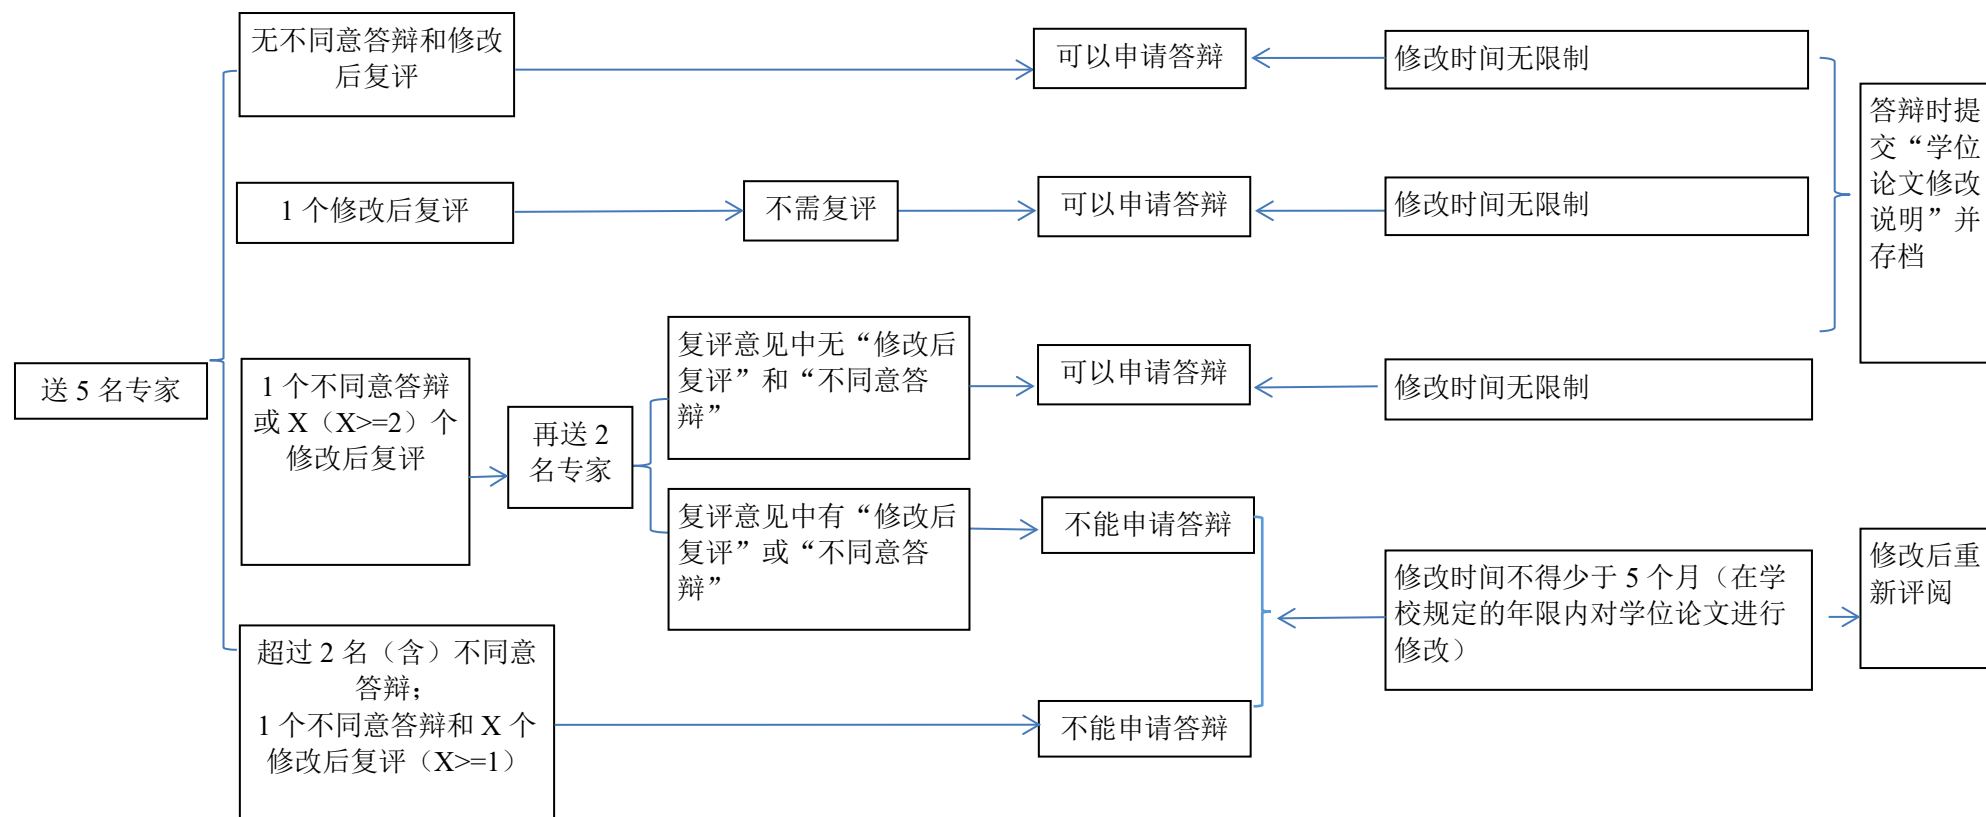 无不同意答辩和修改
后复评
可以申请答辩
修改时间无限制
答辩时提
交“学位
论文修改
说明”并
存档
1 个修改后复评
不需复评
可以申请答辩
修改时间无限制
送 5 名专家
1 个不同意答辩
或 X（X>=2）个
修改后复评
再送 2
名专家
复评意见中无“修改后
复评”和“不同意答
辩”
可以申请答辩
修改时间无限制
复评意见中有“修改后
复评”或“不同意答
辩”
不能申请答辩
修改时间不得少于 5 个月（在学
校规定的年限内对学位论文进行
修改）
修改后重
新评阅
超过 2 名（含）不同意
答辩；
1 个不同意答辩和 X 个
修改后复评（X>=1）
不能申请答辩